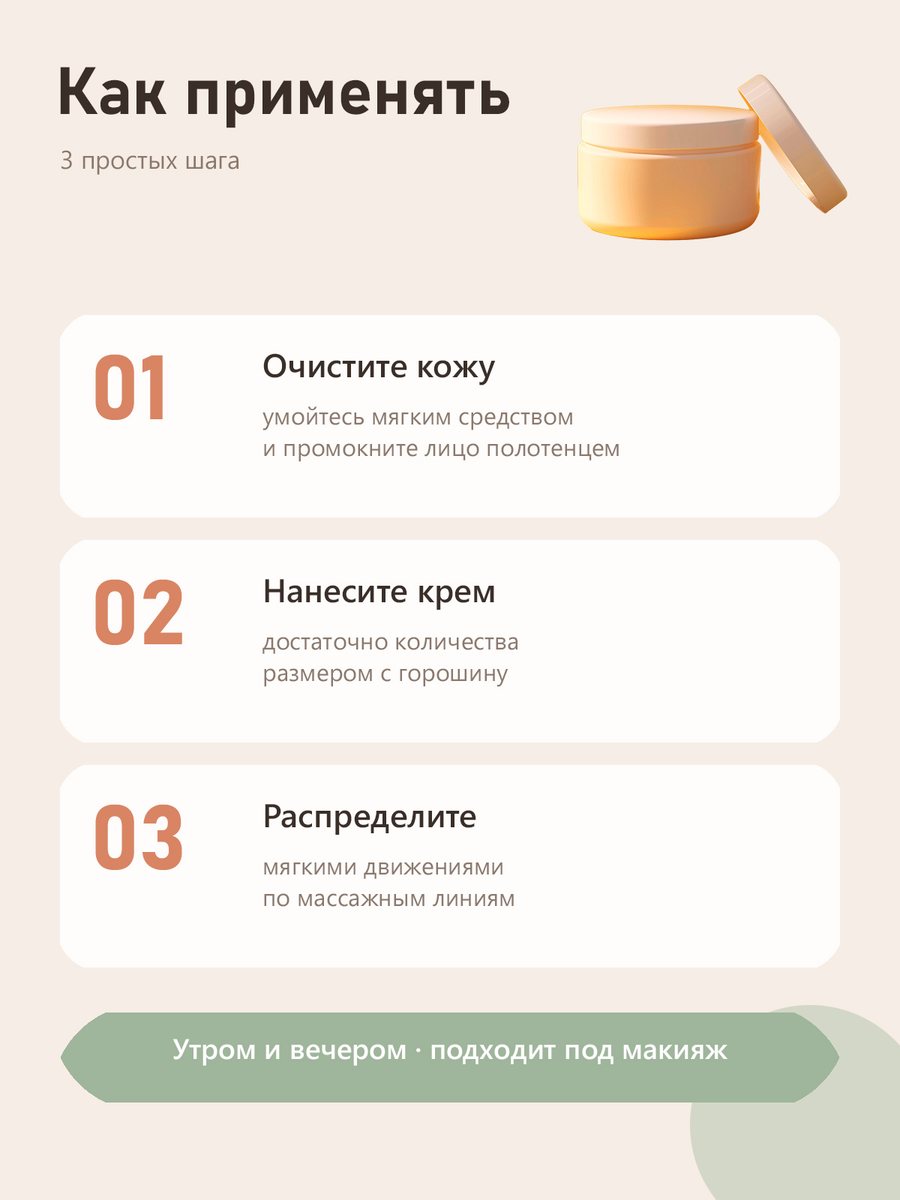 Как применять
3 простых шага
01
Очистите кожу
умойтесь мягким средством
и промокните лицо полотенцем
02
Нанесите крем
достаточно количества
размером с горошину
03
Распределите
мягкими движениями
по массажным линиям
Утром и вечером · подходит под макияж